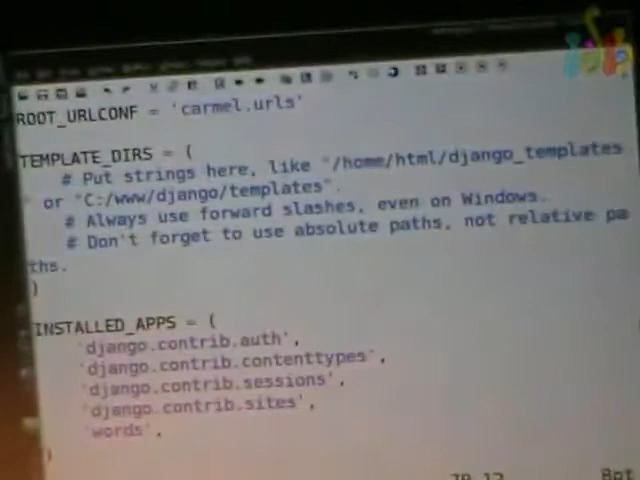 ROOT_URLCONF = 'carmel.urls'
TEMPLATE_DIRS = (
# Put strings here, like "/home/html/django_templates
" or "C:/www/django/templates".
# Always use forward slashes, even on Windows.
# Don't forget to use absolute paths, not relative pa
ths.
)
INSTALLED_APPS = (
'django.contrib.auth',
'django.contrib.contenttypes',
'django.contrib.sessions',
'django.contrib.sites',
'words',
)
Bot